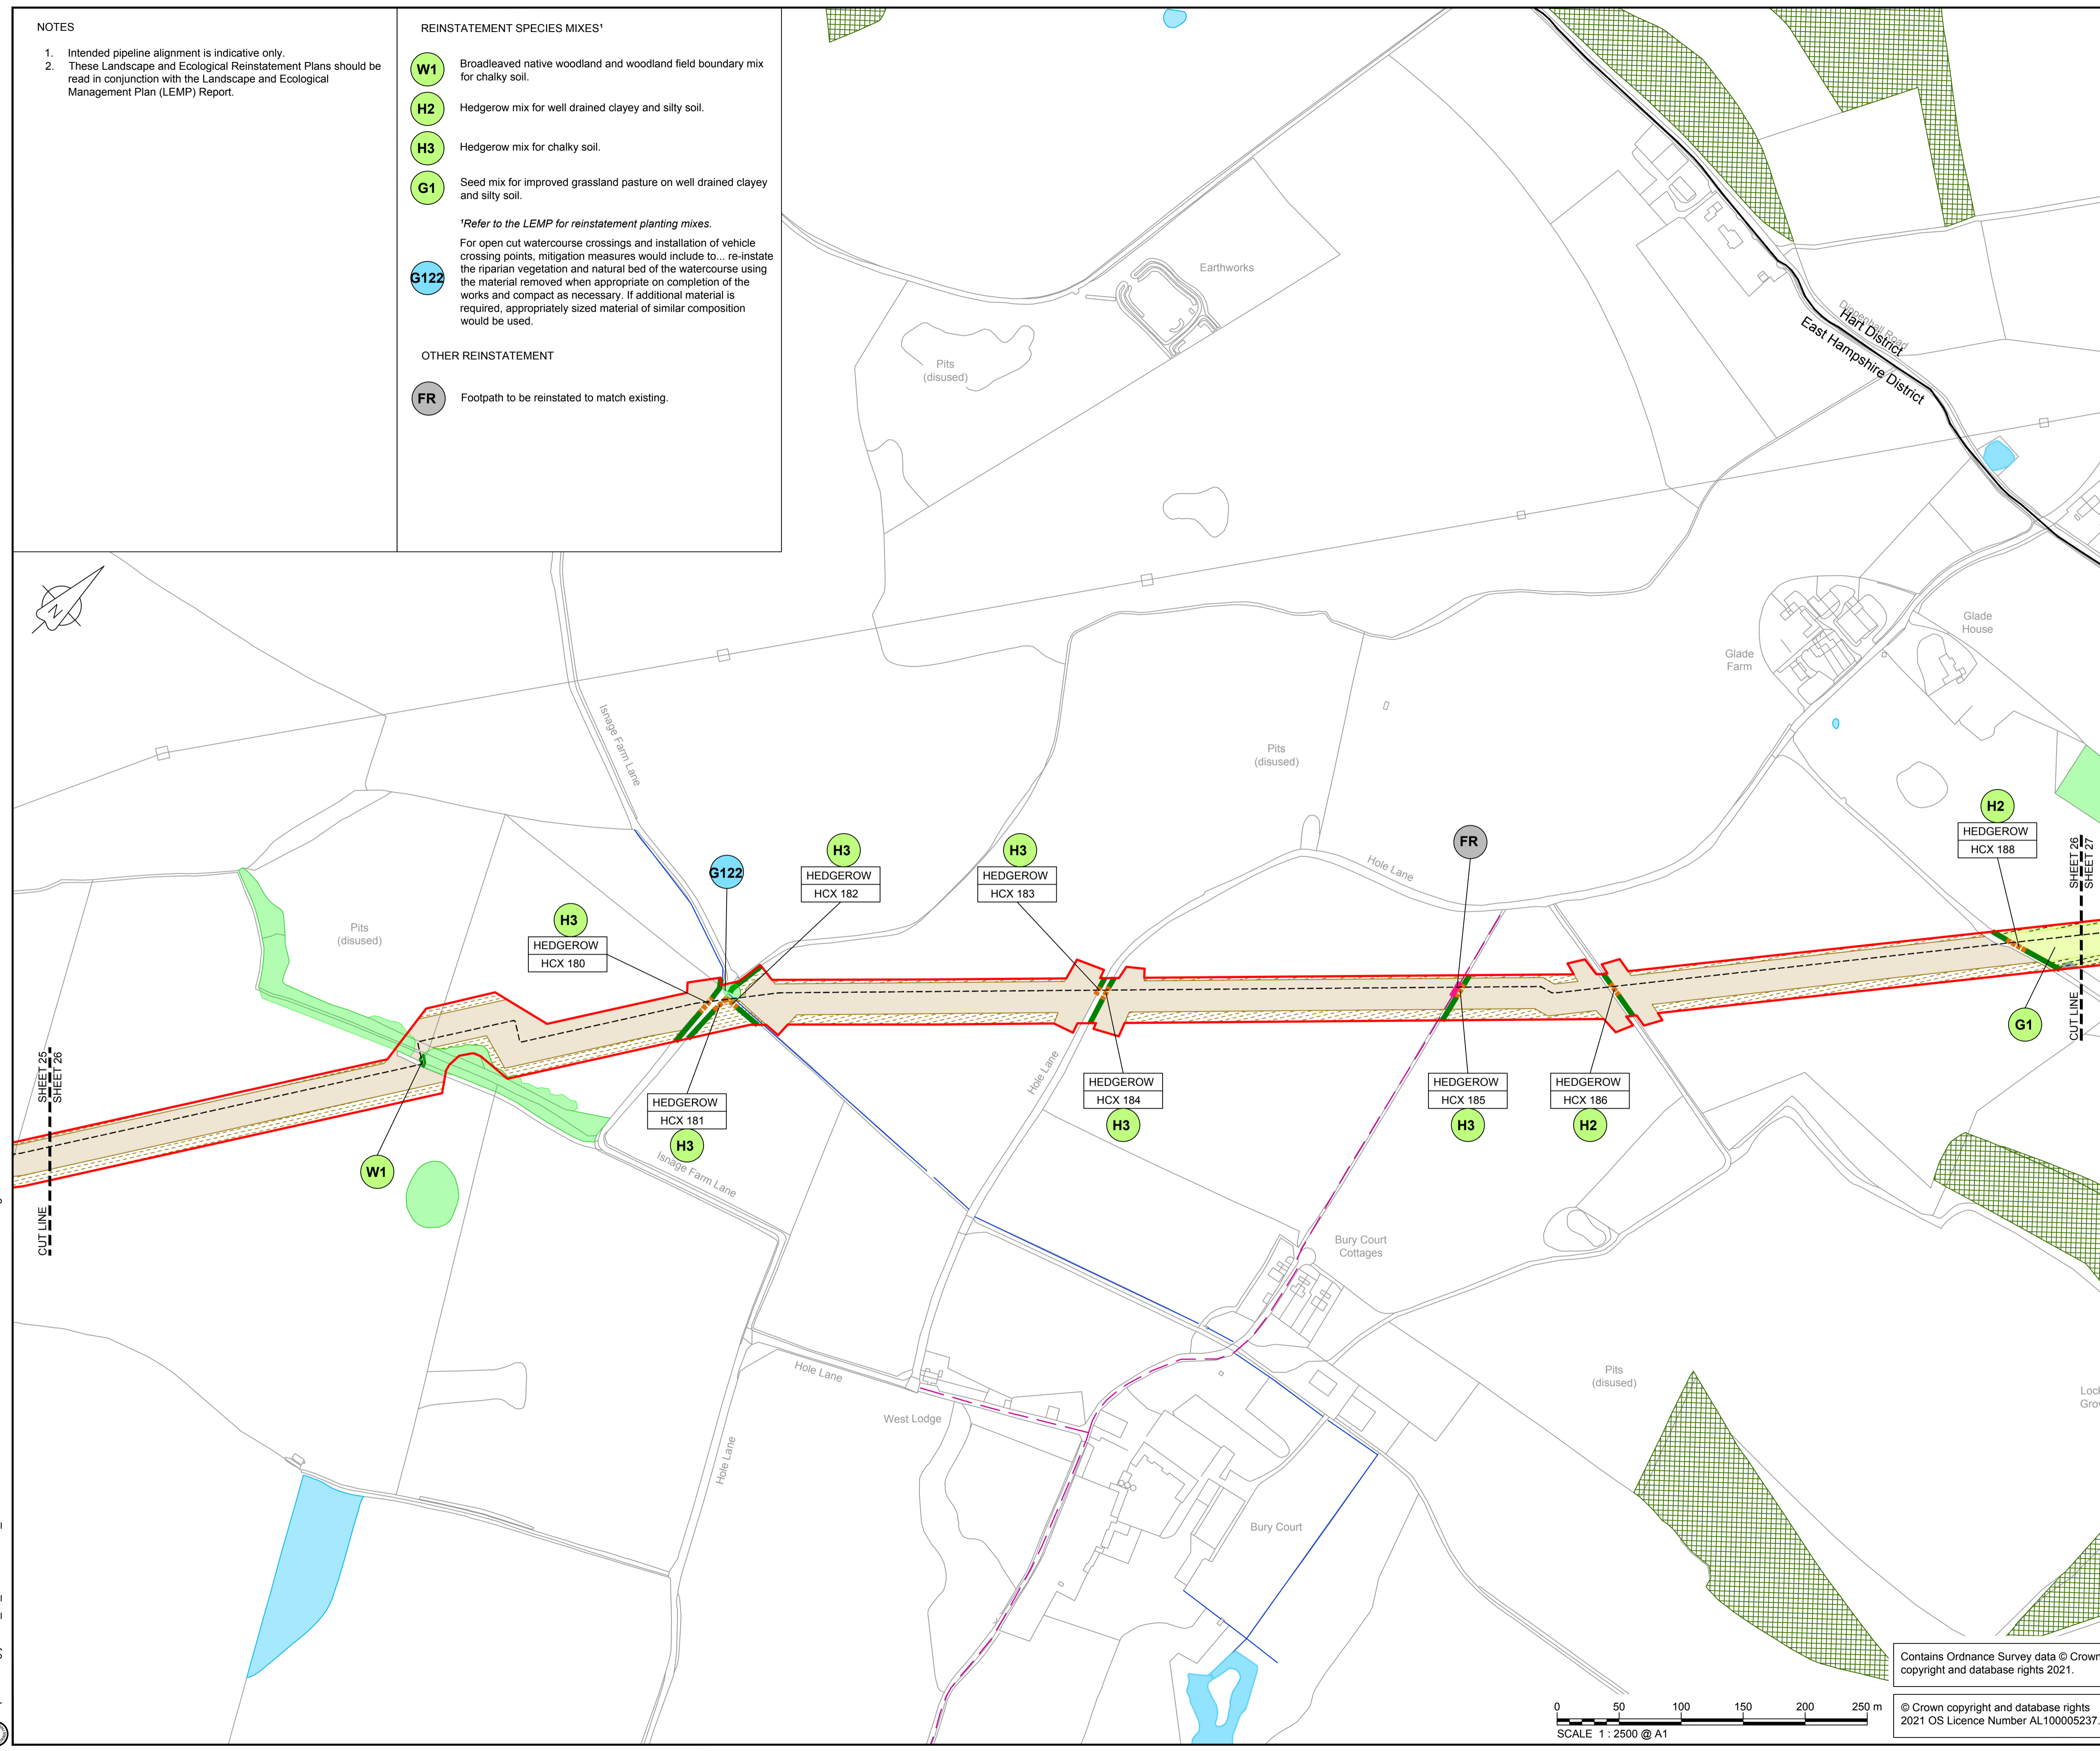 NOTES
1. Intended pipeline alignment is indicative only.
2. These Landscape and Ecological Reinstatement Plans should be
read in conjunction with the Landscape and Ecological
Management Plan (LEMP) Report.
REINSTATEMENT SPECIES MIXES¹
W1
Broadleaved native woodland and woodland field boundary mix
for chalky soil.
H2
Hedgerow mix for well drained clayey and silty soil.
H3
Hedgerow mix for chalky soil.
G1
Seed mix for improved grassland pasture on well drained clayey
and silty soil.
¹Refer to the LEMP for reinstatement planting mixes.
G122
For open cut watercourse crossings and installation of vehicle
crossing points, mitigation measures would include to... re-instate
the riparian vegetation and natural bed of the watercourse using
the material removed when appropriate on completion of the
works and compact as necessary. If additional material is
required, appropriately sized material of similar composition
would be used.
OTHER REINSTATEMENT
FR
Footpath to be reinstated to match existing.
N
Earthworks
Pits
(disused)
Dippenhall Road
Hart District
East Hampshire District
Glade
House
Glade
Farm
Isnage Farm Lane
Pits
(disused)
Pits
(disused)
Hole Lane
H3
HEDGEROW
HCX 180
G122
H3
HEDGEROW
HCX 182
H3
HEDGEROW
HCX 183
FR
H2
HEDGEROW
HCX 188
SHEET 26
SHEET 27
CUT LINE
G1
SHEET 25
SHEET 26
CUT LINE
W1
HEDGEROW
HCX 181
H3
Isnage Farm Lane
Hole Lane
HEDGEROW
HCX 184
H3
HEDGEROW
HCX 185
H3
HEDGEROW
HCX 186
H2
Bury Court
Cottages
Hole Lane
West Lodge
Hole Lane
Bury Court
Pits
(disused)
0 50 100 150 200 250 m
SCALE 1 : 2500 @ A1
Contains Ordnance Survey data © Crown
copyright and database rights 2021.
© Crown copyright and database rights
2021 OS Licence Number AL100005237.